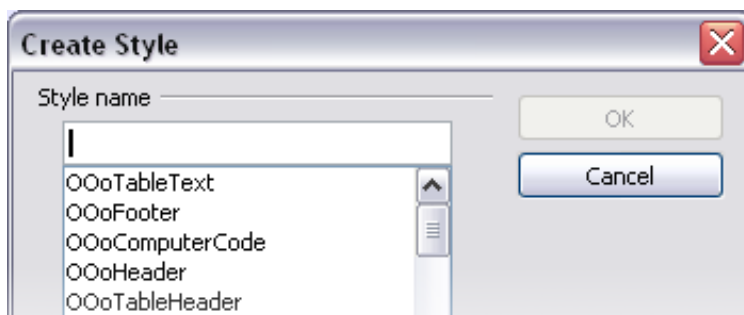 Create Style
Style name
OK
Cancel
OOoTableText
OOoFooter
OOoComputerCode
OOoHeader
OOoTableHeader